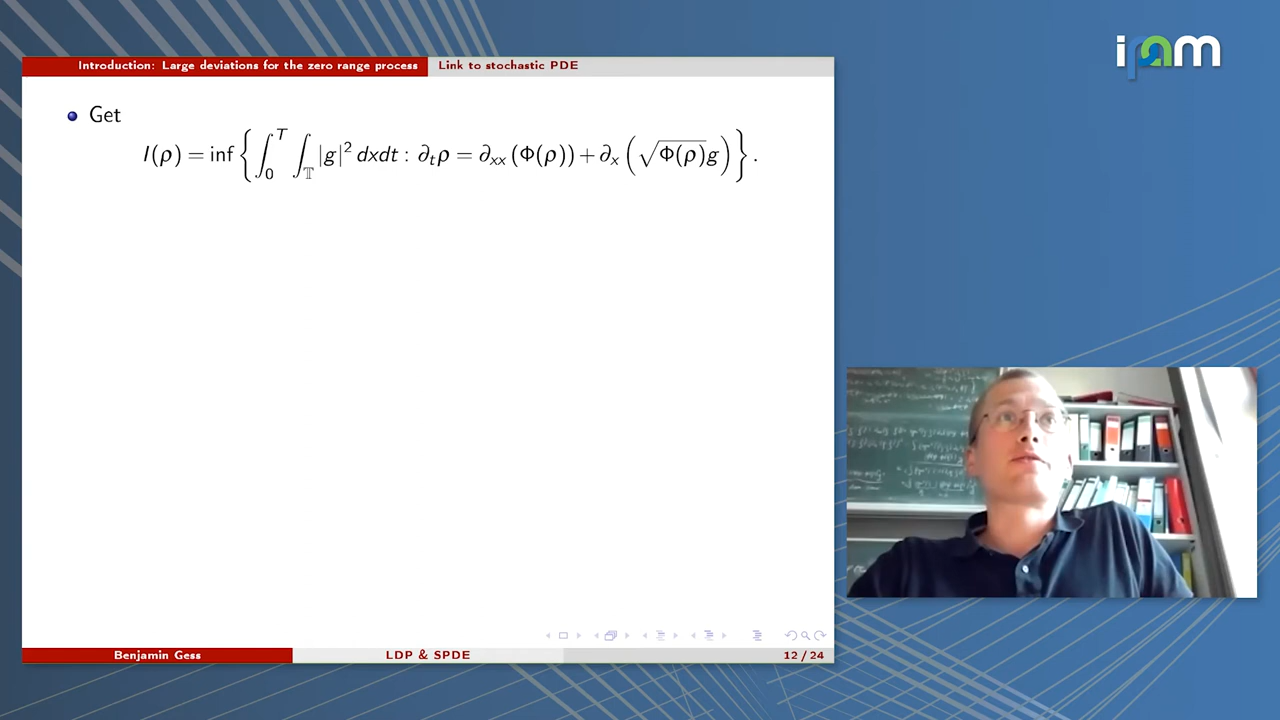 ipam
Introduction: Large deviations for the zero range process Link to stochastic PDE
Get
I(ρ) = inf { ∫_0^T ∫_𝕋 |g|² dxdt : ∂_t ρ = ∂_xx (Φ(ρ)) + ∂_x ( √Φ(ρ) g ) } .
Benjamin Gess LDP & SPDE 12 / 24